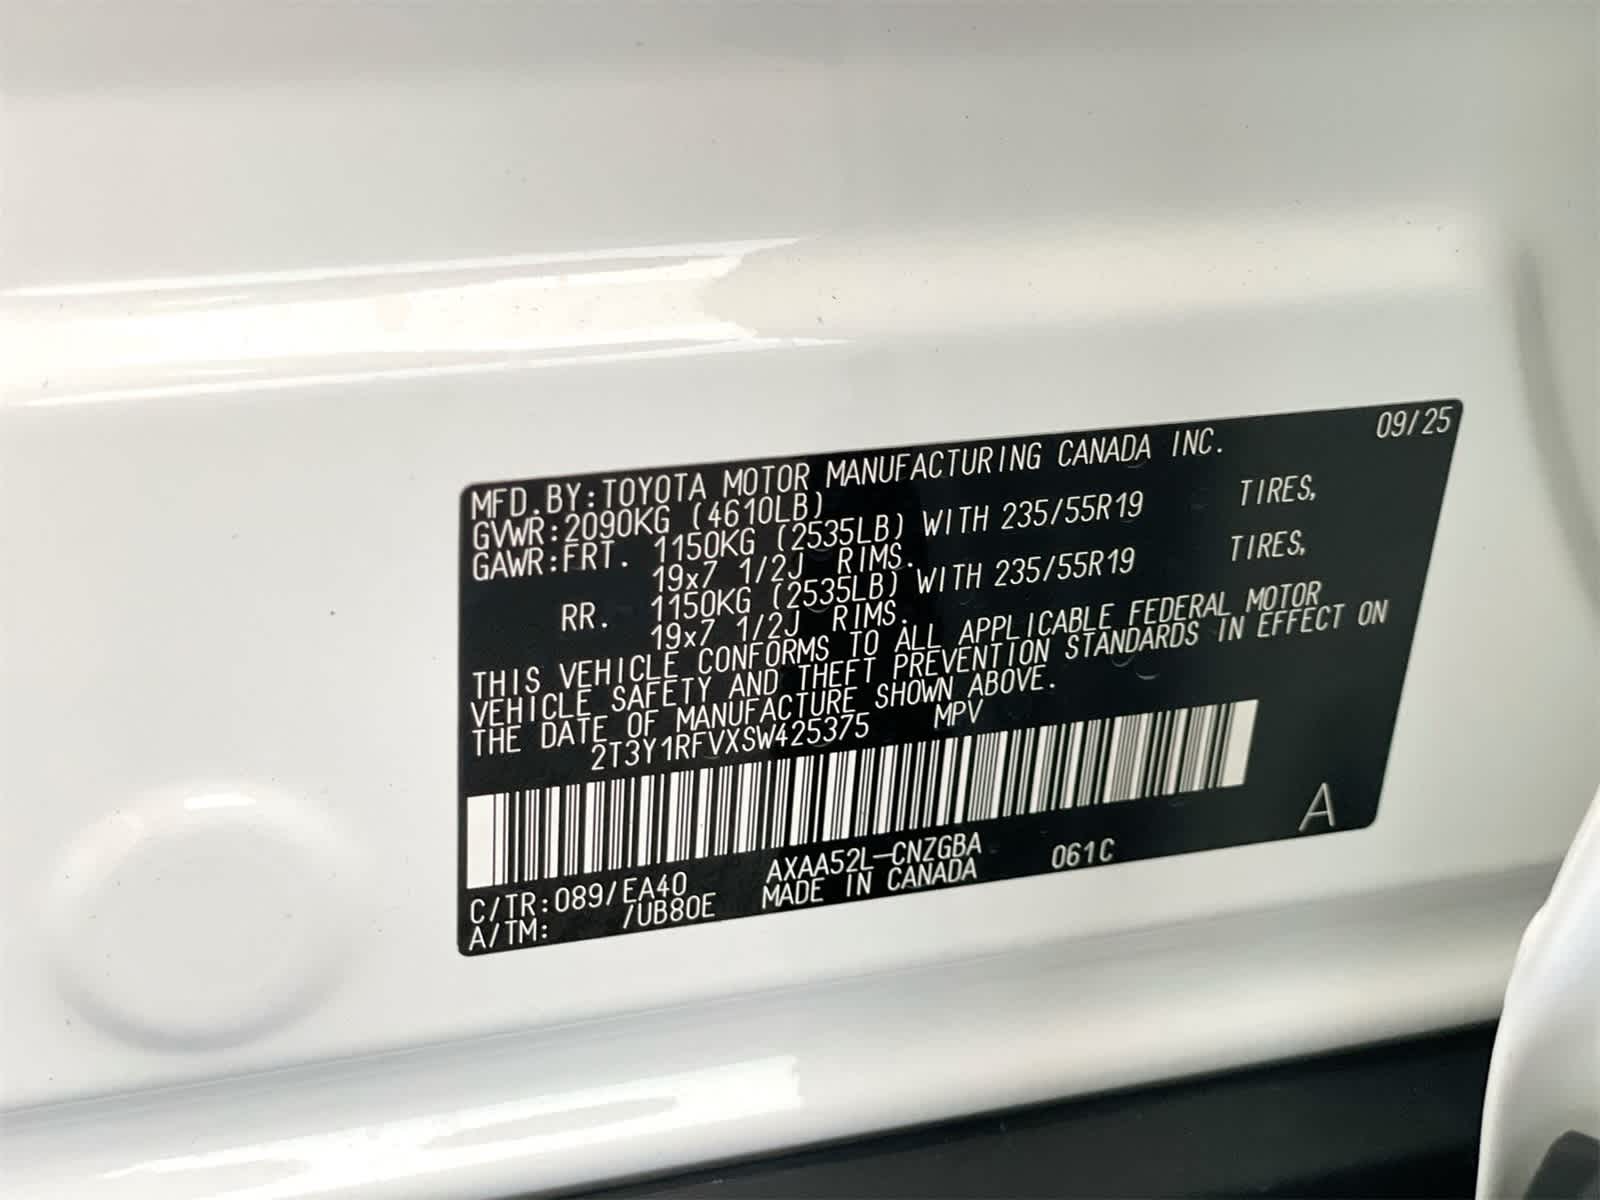 09/25
MFD.BY:TOYOTA MOTOR MANUFACTURING CANADA INC.
GVWR:2090KG (4610LB)
GAWR:FRT. 1150KG (2535LB) WITH 235/55R19 TIRES,
19x7 1/2J RIMS.
RR. 1150KG (2535LB) WITH 235/55R19 TIRES,
19x7 1/2J RIMS.
THIS VEHICLE CONFORMS TO ALL APPLICABLE FEDERAL MOTOR
VEHICLE SAFETY AND THEFT PREVENTION STANDARDS IN EFFECT ON
THE DATE OF MANUFACTURE SHOWN ABOVE.
2T3Y1RFVXSW425375 MPV
A
C/TR:089/EA40 AXAA52L-CNZGBA 061C
A/TM: /UB80E MADE IN CANADA